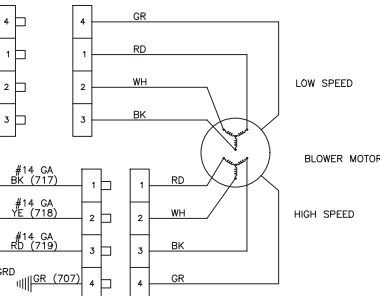 4 4 GR
1 1 RD
2 2 WH
3 3 BK
LOW SPEED
BLOWER MOTOR
HIGH SPEED
#14 GA
BK (717) 1 1 RD
#14 GA
YE (718) 2 2 WH
#14 GA
RD (719) 3 3 BK
GRD GR (707) 4 4 GR